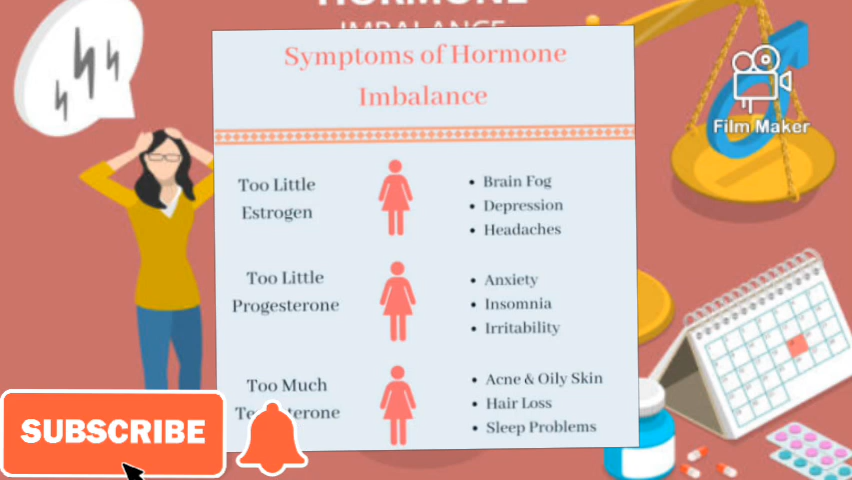 HORMONE
IMBALANCE
Symptoms of Hormone
Imbalance
Film Maker
Too Little
Estrogen
• Brain Fog
• Depression
• Headaches
Too Little
Progesterone
• Anxiety
• Insomnia
• Irritability
Too Much
• Acne & Oily Skin
• Hair Loss
• Sleep Problems
SUBSCRIBE